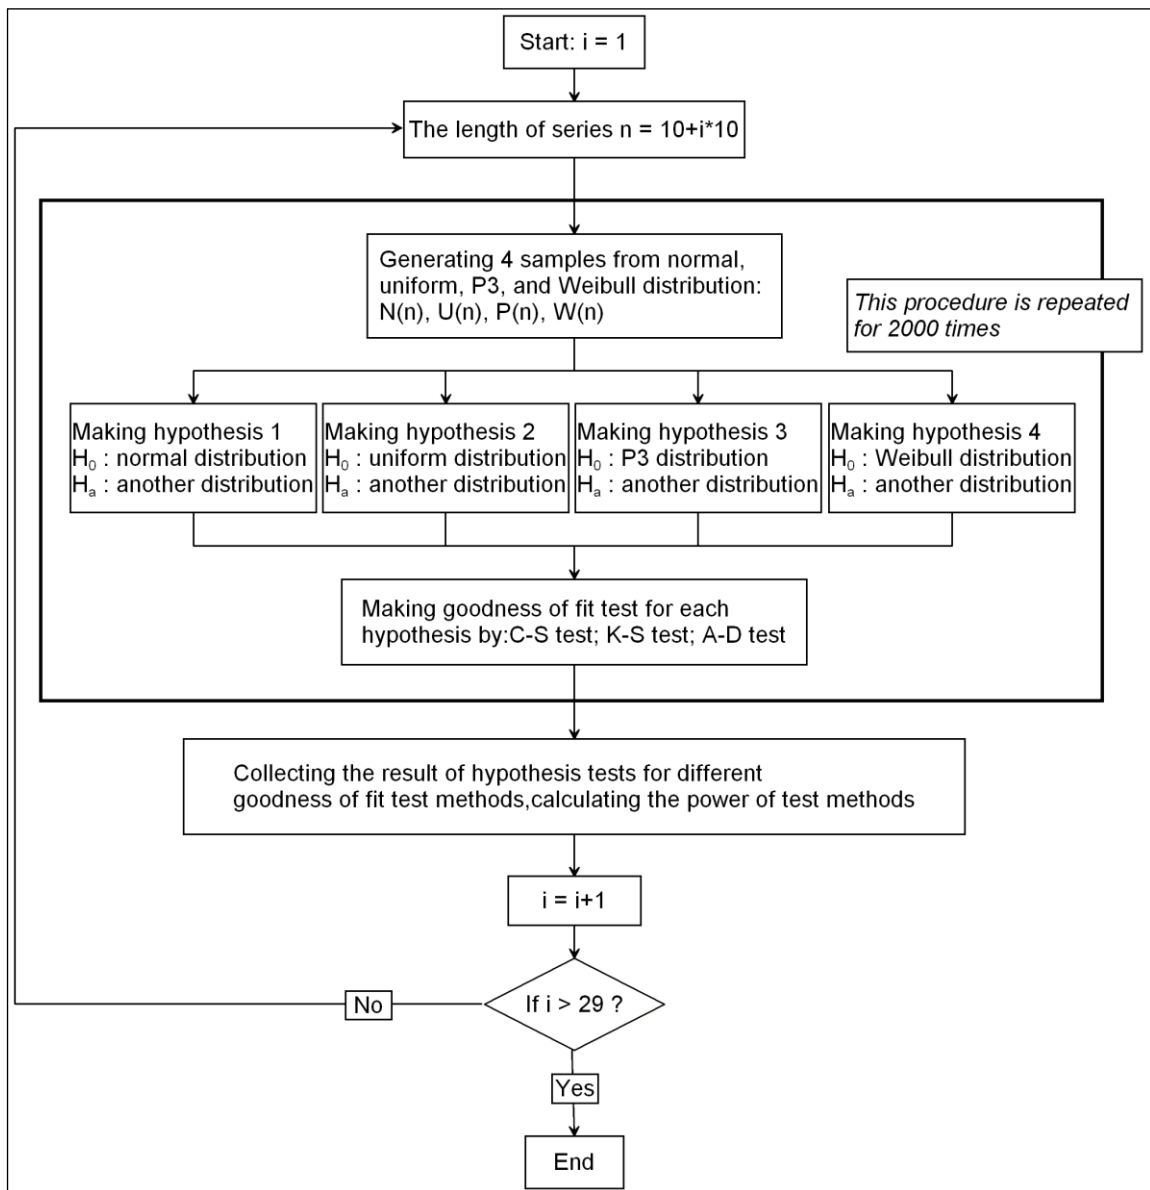 Start: i = 1
The length of series n = 10+i*10
Generating 4 samples from normal,
uniform, P3, and Weibull distribution:
N(n), U(n), P(n), W(n)
This procedure is repeated
for 2000 times
Making hypothesis 1
H₀ : normal distribution
Hₐ : another distribution
Making hypothesis 2
H₀ : uniform distribution
Hₐ : another distribution
Making hypothesis 3
H₀ : P3 distribution
Hₐ : another distribution
Making hypothesis 4
H₀ : Weibull distribution
Hₐ : another distribution
Making goodness of fit test for each
hypothesis by:C-S test; K-S test; A-D test
Collecting the result of hypothesis tests for different
goodness of fit test methods,calculating the power of test methods
i = i+1
If i > 29 ?
No
Yes
End